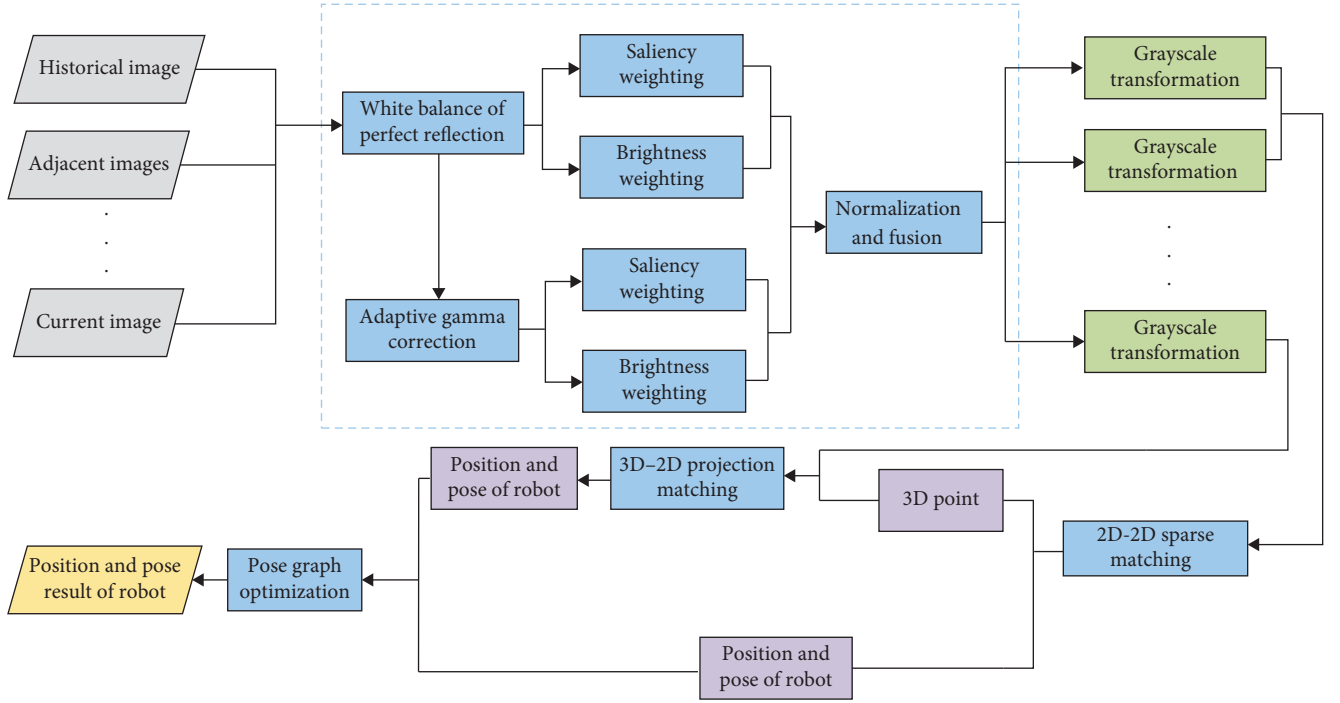 Historical image
Adjacent images
.
.
.
Current image
White balance of
perfect reflection
Adaptive gamma
correction
Saliency
weighting
Brightness
weighting
Saliency
weighting
Brightness
weighting
Normalization
and fusion
Grayscale
transformation
Grayscale
transformation
.
.
.
Grayscale
transformation
Position and
pose of robot
3D–2D projection
matching
3D point
2D-2D sparse
matching
Position and pose
result of robot
Pose graph
optimization
Position and
pose of robot